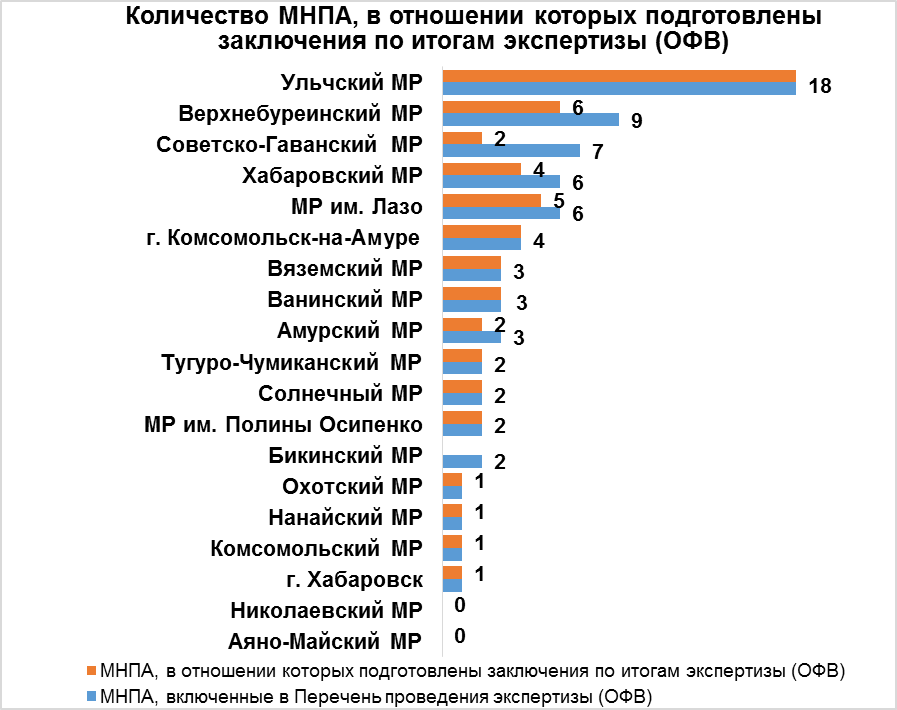 Количество МНПА, в отношении которых подготовлены
заключения по итогам экспертизы (ОФВ)
Ульчский МР 18
Верхнебуреинский МР 6 9
Советско-Гаванский МР 2 7
Хабаровский МР 4 6
МР им. Лазо 5 6
г. Комсомольск-на-Амуре 4
Вяземский МР 3
Ванинский МР 3
Амурский МР 2 3
Тугуро-Чумиканский МР 2
Солнечный МР 2
МР им. Полины Осипенко 2
Бикинский МР 2
Охотский МР 1
Нанайский МР 1
Комсомольский МР 1
г. Хабаровск 1
Николаевский МР 0
Аяно-Майский МР 0
МНПА, в отношении которых подготовлены заключения по итогам экспертизы (ОФВ)
МНПА, включенные в Перечень проведения экспертизы (ОФВ)